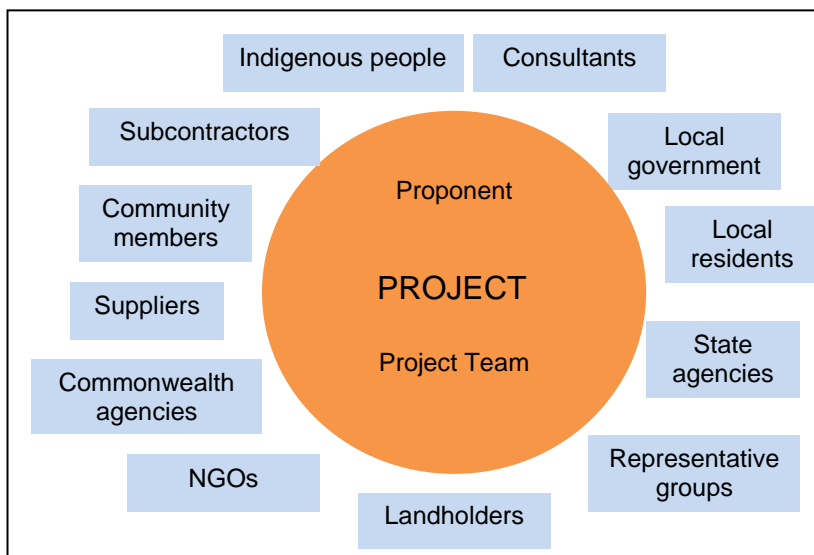 Indigenous people
Consultants
Subcontractors
Local
government
Proponent
Community
members
Local
residents
PROJECT
Suppliers
State
agencies
Project Team
Commonwealth
agencies
Representative
groups
NGOs
Landholders